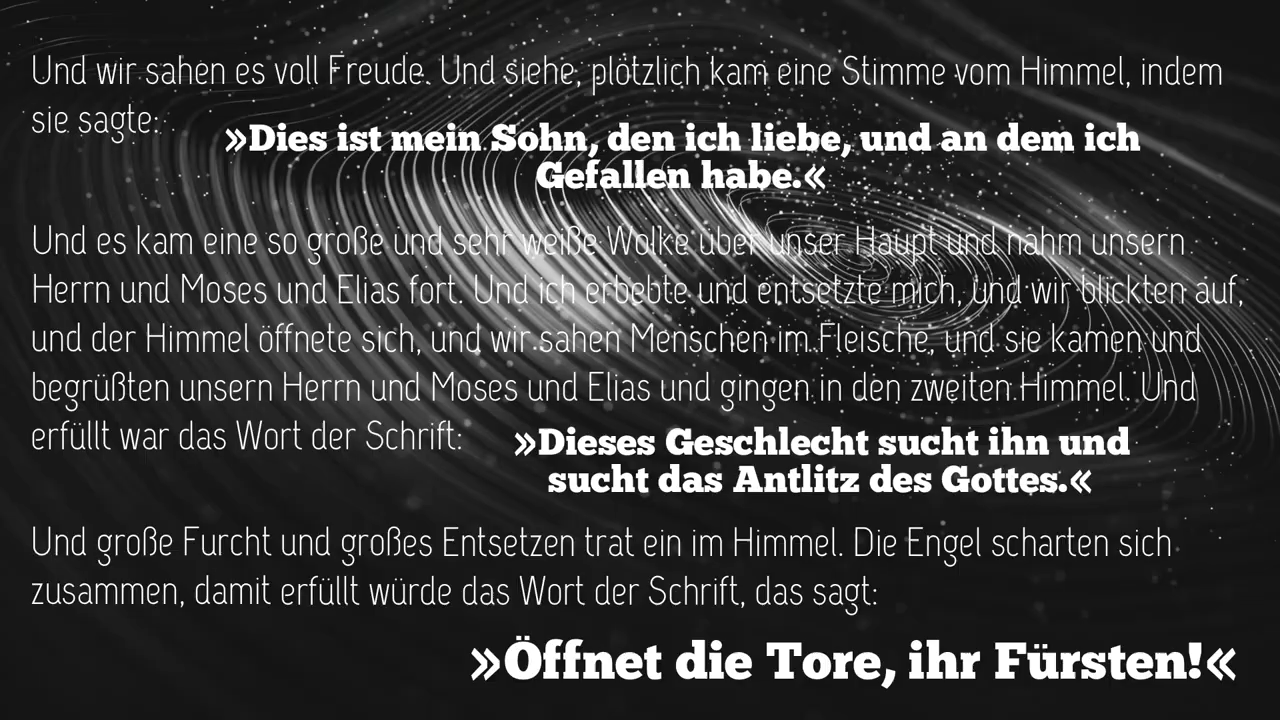 Und wir sahen es voll Freude. Und siehe, plötzlich kam eine Stimme vom Himmel, indem
sie sagte:
»Dies ist mein Sohn, den ich liebe, und an dem ich
Gefallen habe.«
Und es kam eine so große und sehr weiße Wolke über unser Haupt und nahm unsern
Herrn und Moses und Elias fort. Und ich erbebte und entsetzte mich, und wir blickten auf,
und der Himmel öffnete sich, und wir sahen Menschen im Fleische, und sie kamen und
begrüßten unsern Herrn und Moses und Elias und gingen in den zweiten Himmel. Und
erfüllt war das Wort der Schrift:
»Dieses Geschlecht sucht ihn und
sucht das Antlitz des Gottes.«
Und große Furcht und großes Entsetzen trat ein im Himmel. Die Engel scharten sich
zusammen, damit erfüllt würde das Wort der Schrift, das sagt:
»Öffnet die Tore, ihr Fürsten!«